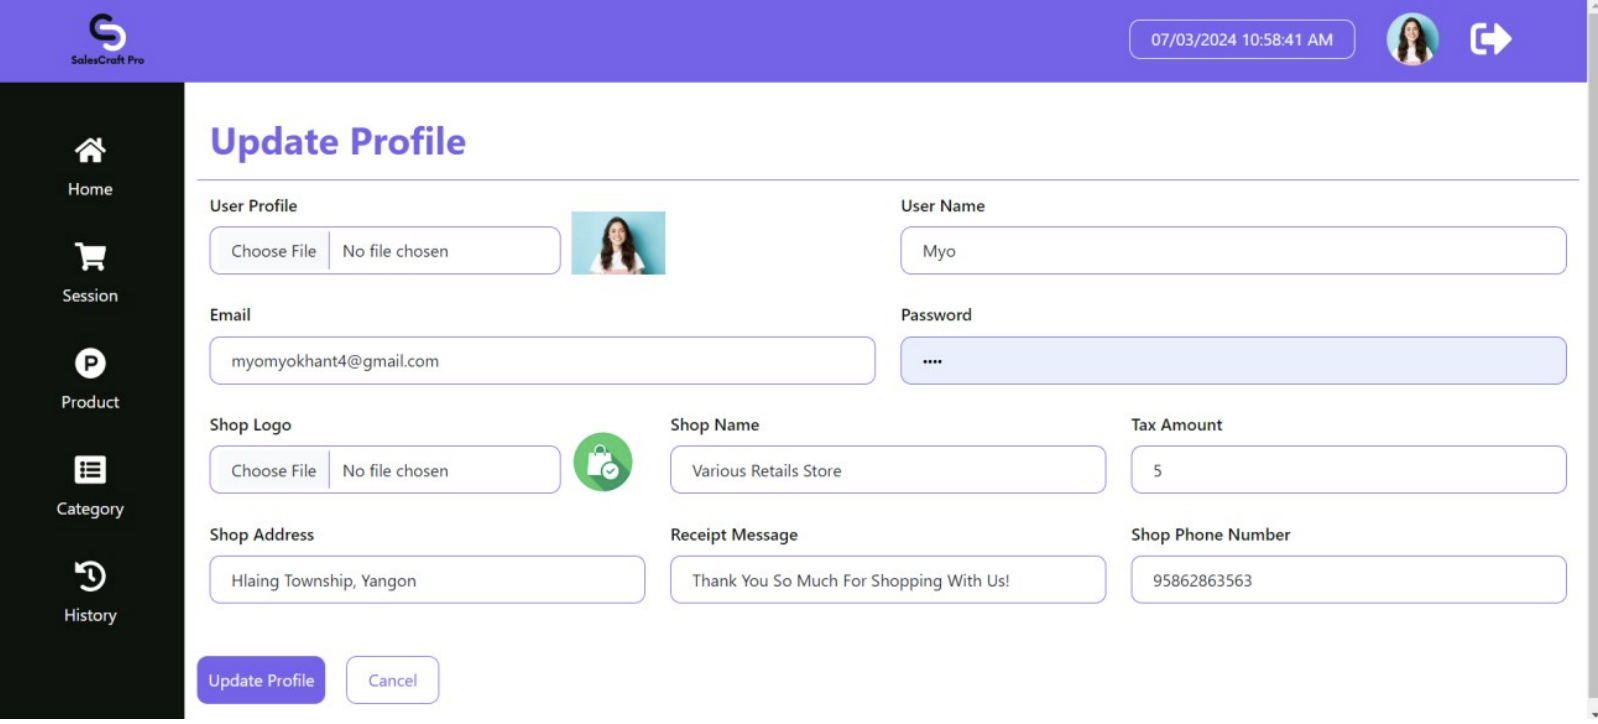 SalesCraft Pro
07/03/2024 10:58:41 AM
Home
Session
P
Product
Category
History
Update Profile
User Profile
Choose File No file chosen
User Name
Myo
Email
myomyokhant4@gmail.com
Password
••••
Shop Logo
Choose File No file chosen
Shop Name
Various Retails Store
Tax Amount
5
Shop Address
Hlaing Township, Yangon
Receipt Message
Thank You So Much For Shopping With Us!
Shop Phone Number
95862863563
Update Profile
Cancel